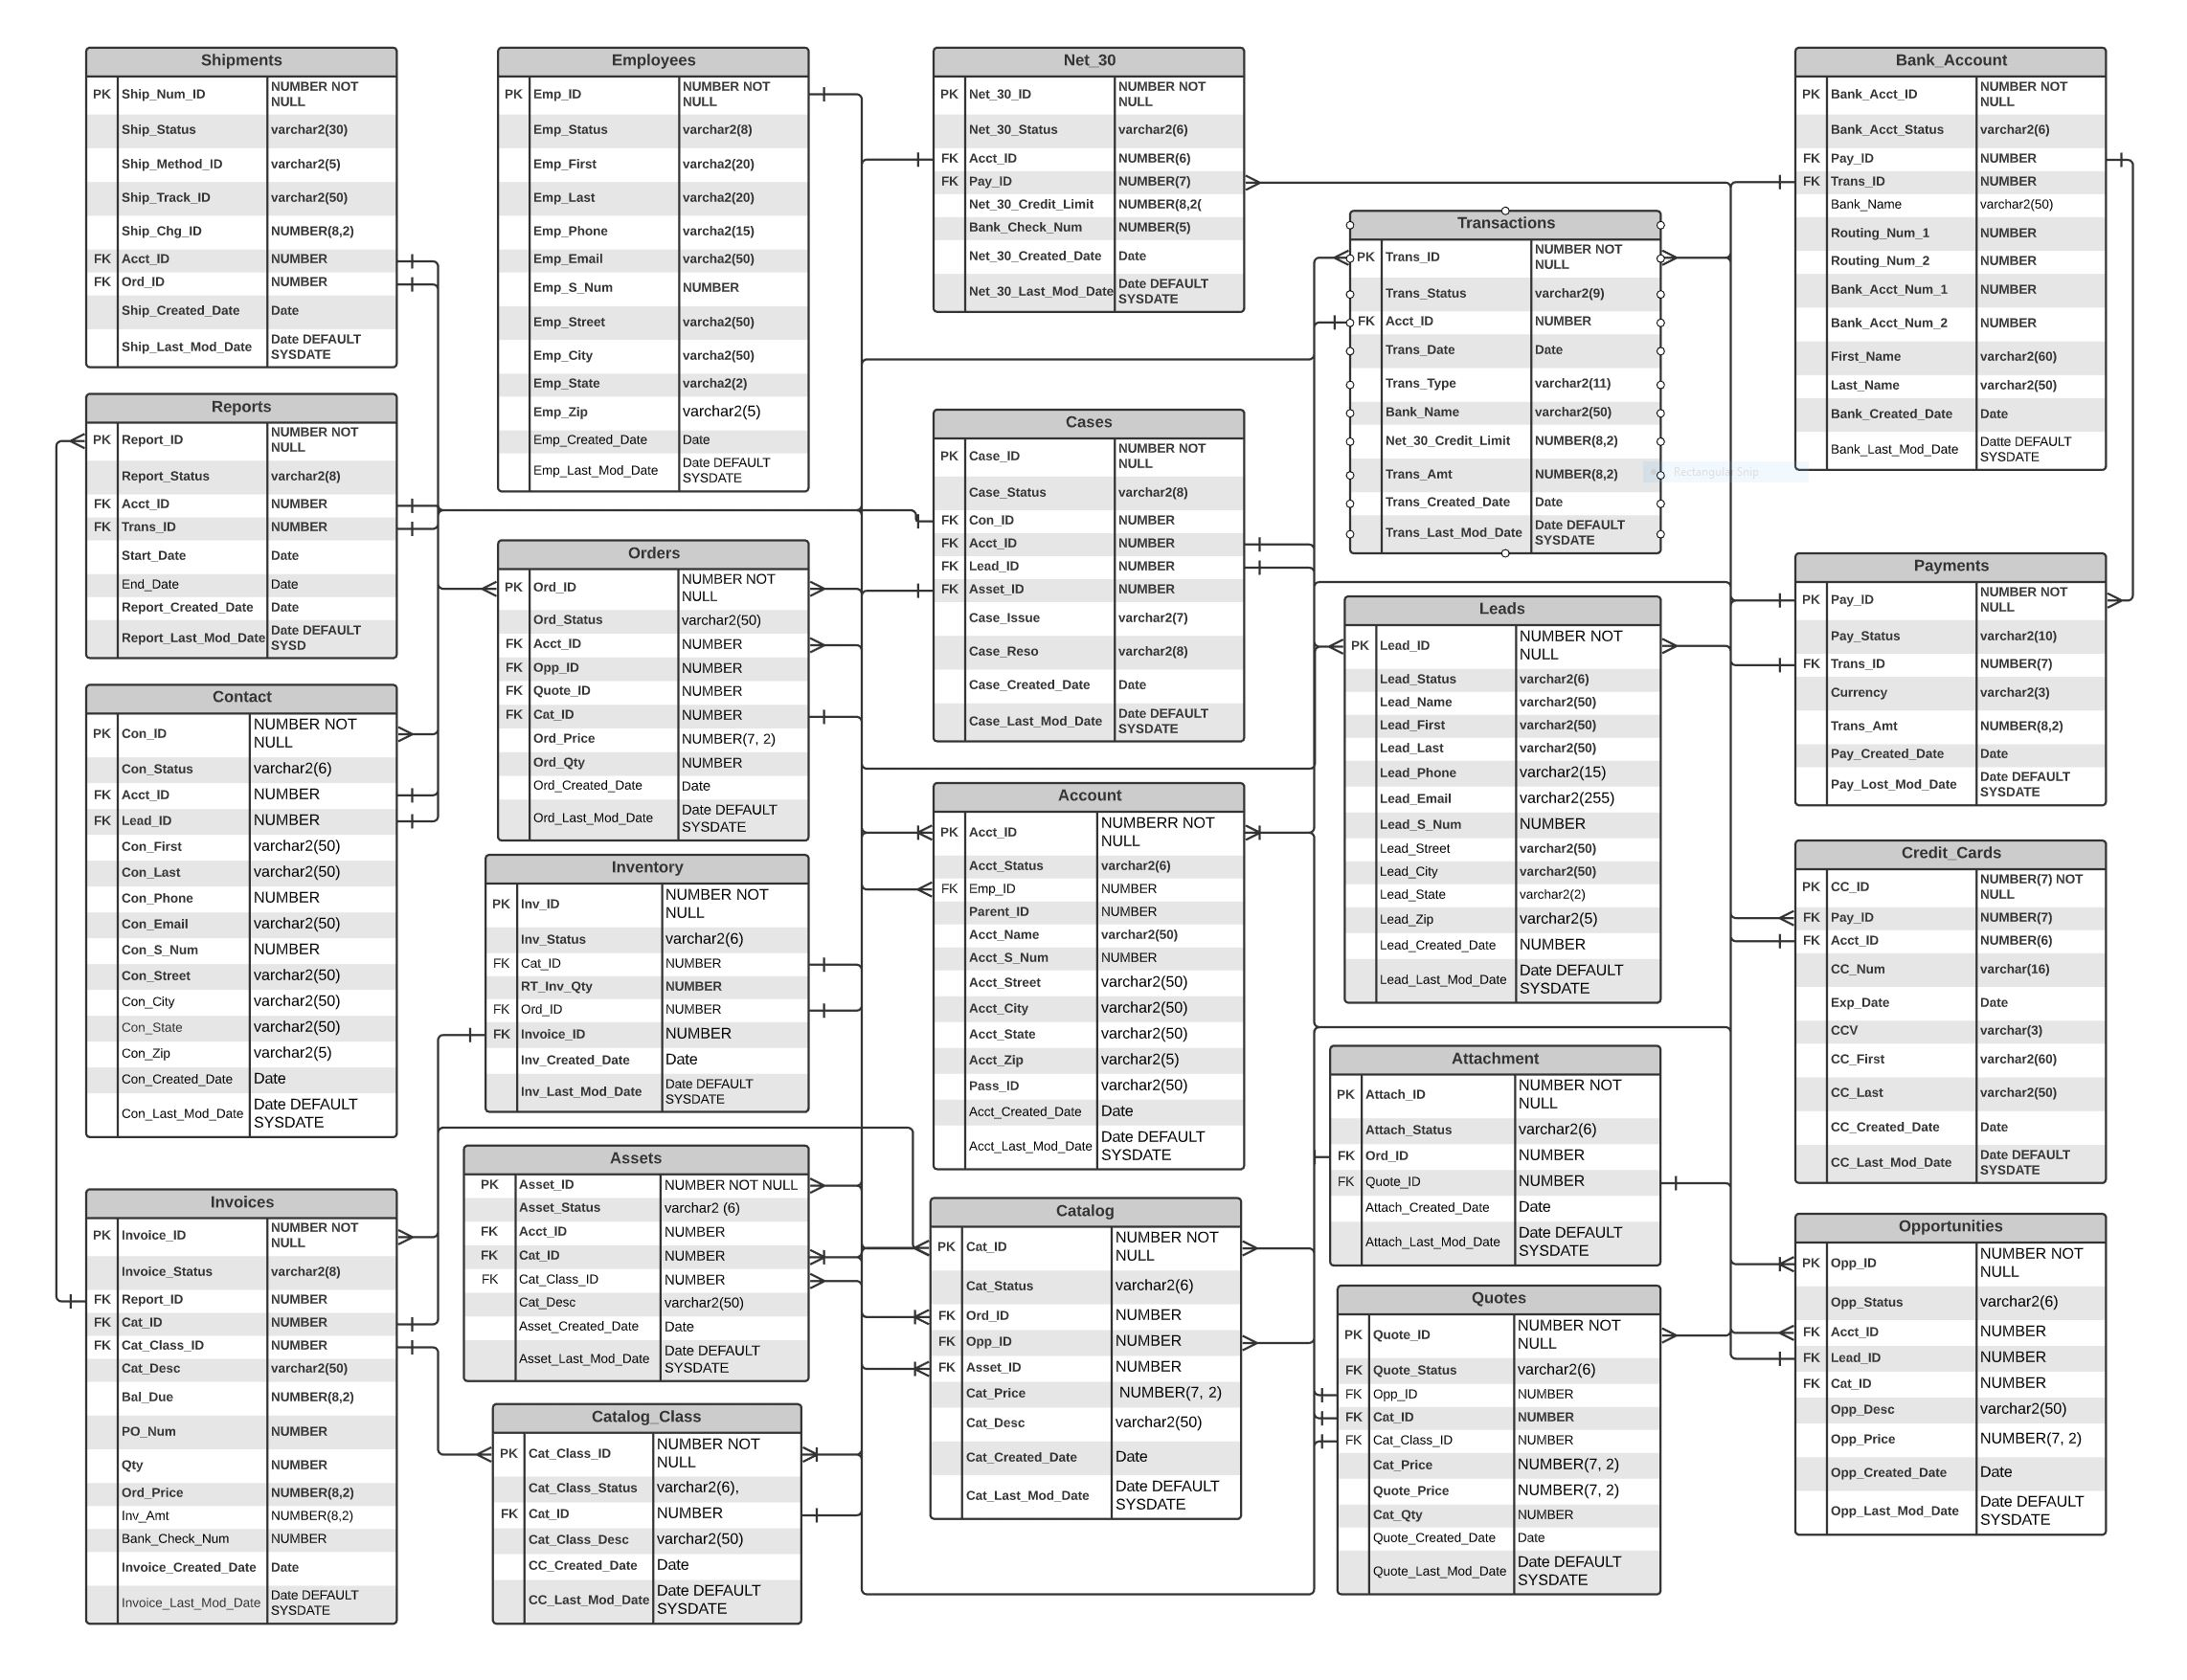 Shipments
PK Ship_Num_ID NUMBER NOT
NULL
Ship_Status varchar2(30)
Ship_Method_ID varchar2(5)
Ship_Track_ID varchar2(50)
Ship_Chg_ID NUMBER(8,2)
FK Acct_ID NUMBER
FK Ord_ID NUMBER
Ship_Created_Date Date
Ship_Last_Mod_Date Date DEFAULT
SYSDATE
Reports
PK Report_ID NUMBER NOT
NULL
Report_Status varchar2(8)
FK Acct_ID NUMBER
FK Trans_ID NUMBER
Start_Date Date
End_Date Date
Report_Created_Date Date
Report_Last_Mod_Date Date DEFAULT
SYSD
Contact
PK Con_ID NUMBER NOT
NULL
Con_Status varchar2(6)
FK Acct_ID NUMBER
FK Lead_ID NUMBER
Con_First varchar2(50)
Con_Last varchar2(50)
Con_Phone NUMBER
Con_Email varchar2(50)
Con_S_Num NUMBER
Con_Street varchar2(50)
Con_City varchar2(50)
Con_State varchar2(50)
Con_Zip varchar2(5)
Con_Created_Date Date
Con_Last_Mod_Date Date DEFAULT
SYSDATE
Invoices
PK Invoice_ID NUMBER NOT
NULL
Invoice_Status varchar2(8)
FK Report_ID NUMBER
FK Cat_ID NUMBER
FK Cat_Class_ID NUMBER
Cat_Desc varchar2(50)
Bal_Due NUMBER(8,2)
PO_Num NUMBER
Qty NUMBER
Ord_Price NUMBER(8,2)
Inv_Amt NUMBER(8,2)
Bank_Check_Num NUMBER
Invoice_Created_Date Date
Invoice_Last_Mod_Date Date DEFAULT
SYSDATE
Employees
PK Emp_ID NUMBER NOT
NULL
Emp_Status varchar2(8)
Emp_First varcha2(20)
Emp_Last varcha2(20)
Emp_Phone varcha2(15)
Emp_Email varcha2(50)
Emp_S_Num NUMBER
Emp_Street varcha2(50)
Emp_City varcha2(50)
Emp_State varcha2(2)
Emp_Zip varchar2(5)
Emp_Created_Date Date
Emp_Last_Mod_Date Date DEFAULT
SYSDATE
Orders
PK Ord_ID NUMBER NOT
NULL
Ord_Status varchar2(50)
FK Acct_ID NUMBER
FK Opp_ID NUMBER
FK Quote_ID NUMBER
FK Cat_ID NUMBER
Ord_Price NUMBER(7, 2)
Ord_Qty NUMBER
Ord_Created_Date Date
Ord_Last_Mod_Date Date DEFAULT
SYSDATE
Inventory
PK Inv_ID NUMBER NOT
NULL
Inv_Status varchar2(6)
FK Cat_ID NUMBER
RT_Inv_Qty NUMBER
FK Ord_ID NUMBER
FK Invoice_ID NUMBER
Inv_Created_Date Date
Inv_Last_Mod_Date Date DEFAULT
SYSDATE
Assets
PK Asset_ID NUMBER NOT NULL
Asset_Status varchar2 (6)
FK Acct_ID NUMBER
FK Cat_ID NUMBER
FK Cat_Class_ID NUMBER
Cat_Desc varchar2(50)
Asset_Created_Date Date
Asset_Last_Mod_Date Date DEFAULT
SYSDATE
Catalog_Class
PK Cat_Class_ID NUMBER NOT
NULL
Cat_Class_Status varchar2(6),
FK Cat_ID NUMBER
Cat_Class_Desc varchar2(50)
CC_Created_Date Date
CC_Last_Mod_Date Date DEFAULT
SYSDATE
Net_30
PK Net_30_ID NUMBER NOT
NULL
Net_30_Status varchar2(6)
FK Acct_ID NUMBER(6)
FK Pay_ID NUMBER(7)
Net_30_Credit_Limit NUMBER(8,2(
Bank_Check_Num NUMBER(5)
Net_30_Created_Date Date
Net_30_Last_Mod_Date Date DEFAULT
SYSDATE
Cases
PK Case_ID NUMBER NOT
NULL
Case_Status varchar2(8)
FK Con_ID NUMBER
FK Acct_ID NUMBER
FK Lead_ID NUMBER
FK Asset_ID NUMBER
Case_Issue varchar2(7)
Case_Reso varchar2(8)
Case_Created_Date Date
Case_Last_Mod_Date Date DEFAULT
SYSDATE
Account
PK Acct_ID NUMBERR NOT
NULL
Acct_Status varchar2(6)
FK Emp_ID NUMBER
Parent_ID NUMBER
Acct_Name varchar2(50)
Acct_S_Num NUMBER
Acct_Street varchar2(50)
Acct_City varchar2(50)
Acct_State varchar2(50)
Acct_Zip varchar2(5)
Pass_ID varchar2(50)
Acct_Created_Date Date
Acct_Last_Mod_Date Date DEFAULT
SYSDATE
Catalog
PK Cat_ID NUMBER NOT
NULL
Cat_Status varchar2(6)
FK Ord_ID NUMBER
FK Opp_ID NUMBER
FK Asset_ID NUMBER
Cat_Price NUMBER(7, 2)
Cat_Desc varchar2(50)
Cat_Created_Date Date
Cat_Last_Mod_Date Date DEFAULT
SYSDATE
Transactions
PK Trans_ID NUMBER NOT
NULL
Trans_Status varchar2(9)
FK Acct_ID NUMBER
Trans_Date Date
Trans_Type varchar2(11)
Bank_Name varchar2(50)
Net_30_Credit_Limit NUMBER(8,2)
Trans_Amt NUMBER(8,2)
Trans_Created_Date Date
Trans_Last_Mod_Date Date DEFAULT
SYSDATE
Rectangular Snip
Leads
PK Lead_ID NUMBER NOT
NULL
Lead_Status varchar2(6)
Lead_Name varchar2(50)
Lead_First varchar2(50)
Lead_Last varchar2(50)
Lead_Phone varchar2(15)
Lead_Email varchar2(255)
Lead_S_Num NUMBER
Lead_Street varchar2(50)
Lead_City varchar2(50)
Lead_State varchar2(2)
Lead_Zip varchar2(5)
Lead_Created_Date NUMBER
Lead_Last_Mod_Date Date DEFAULT
SYSDATE
Attachment
PK Attach_ID NUMBER NOT
NULL
Attach_Status varchar2(6)
FK Ord_ID NUMBER
FK Quote_ID NUMBER
Attach_Created_Date Date
Attach_Last_Mod_Date Date DEFAULT
SYSDATE
Quotes
PK Quote_ID NUMBER NOT
NULL
FK Quote_Status varchar2(6)
FK Opp_ID NUMBER
FK Cat_ID NUMBER
FK Cat_Class_ID NUMBER
Cat_Price NUMBER(7, 2)
Quote_Price NUMBER(7, 2)
Cat_Qty NUMBER
Quote_Created_Date Date
Quote_Last_Mod_Date Date DEFAULT
SYSDATE
Bank_Account
PK Bank_Acct_ID NUMBER NOT
NULL
Bank_Acct_Status varchar2(6)
FK Pay_ID NUMBER
FK Trans_ID NUMBER
Bank_Name varchar2(50)
Routing_Num_1 NUMBER
Routing_Num_2 NUMBER
Bank_Acct_Num_1 NUMBER
Bank_Acct_Num_2 NUMBER
First_Name varchar2(60)
Last_Name varchar2(50)
Bank_Created_Date Date
Bank_Last_Mod_Date Datte DEFAULT
SYSDATE
Payments
PK Pay_ID NUMBER NOT
NULL
Pay_Status varchar2(10)
FK Trans_ID NUMBER(7)
Currency varchar2(3)
Trans_Amt NUMBER(8,2)
Pay_Created_Date Date
Pay_Lost_Mod_Date Date DEFAULT
SYSDATE
Credit_Cards
PK CC_ID NUMBER(7) NOT
NULL
FK Pay_ID NUMBER(7)
FK Acct_ID NUMBER(6)
CC_Num varchar(16)
Exp_Date Date
CCV varchar(3)
CC_First varchar2(60)
CC_Last varchar2(50)
CC_Created_Date Date
CC_Last_Mod_Date Date DEFAULT
SYSDATE
Opportunities
PK Opp_ID NUMBER NOT
NULL
Opp_Status varchar2(6)
FK Acct_ID NUMBER
FK Lead_ID NUMBER
FK Cat_ID NUMBER
Opp_Desc varchar2(50)
Opp_Price NUMBER(7, 2)
Opp_Created_Date Date
Opp_Last_Mod_Date Date DEFAULT
SYSDATE